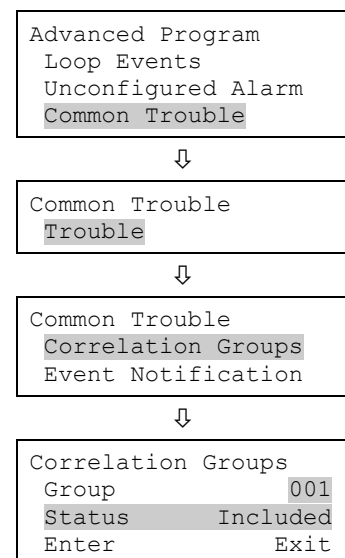 Advanced Program
Loop Events
Unconfigured Alarm
Common Trouble
⇩
Common Trouble
Trouble
⇩
Common Trouble
Correlation Groups
Event Notification
⇩
Correlation Groups
Group 001
Status Included
Enter Exit